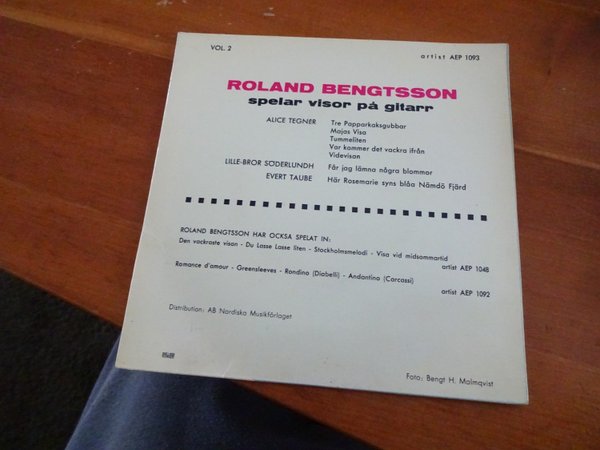 VOL. 2
artist AEP 1093
ROLAND BENGTSSON
spelar visor på gitarr
ALICE TEGNER Tre Papparkaksgubbar
Majas Visa
Tummeliten
Var kommer det vackra ifrån
Videvisan
LILLE-BROR SÖDERLUNDH Får jag lämna några blommor
EVERT TAUBE Här Rosemarie syns blåa Nämdö Fjärd
ROLAND BENGTSSON HAR OCKSA SPELAT IN:
Den vackraste visan - Du Lasse Lasse liten - Stockholmsmelodi - Visa vid midsommartid
artist AEP 1048
Romance d'amour - Greensleeves - Rondino (Diabelli) - Andantino (Carcassi)
artist AEP 1092
Distribution: AB Nordiska Musikförlaget
Foto: Bengt H. Malmqvist